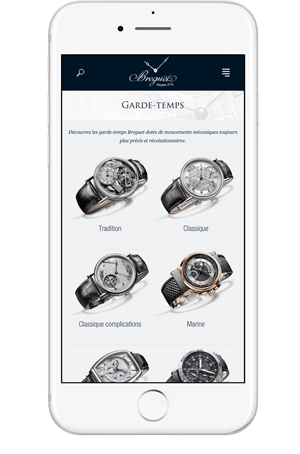 Breguet
Depuis 1775
GARDE-TEMPS
Découvrez les garde-temps Breguet dotés de mouvements mécaniques toujours
plus précis et révolutionnaires.
Tradition
Classique
Classique complications
Marine